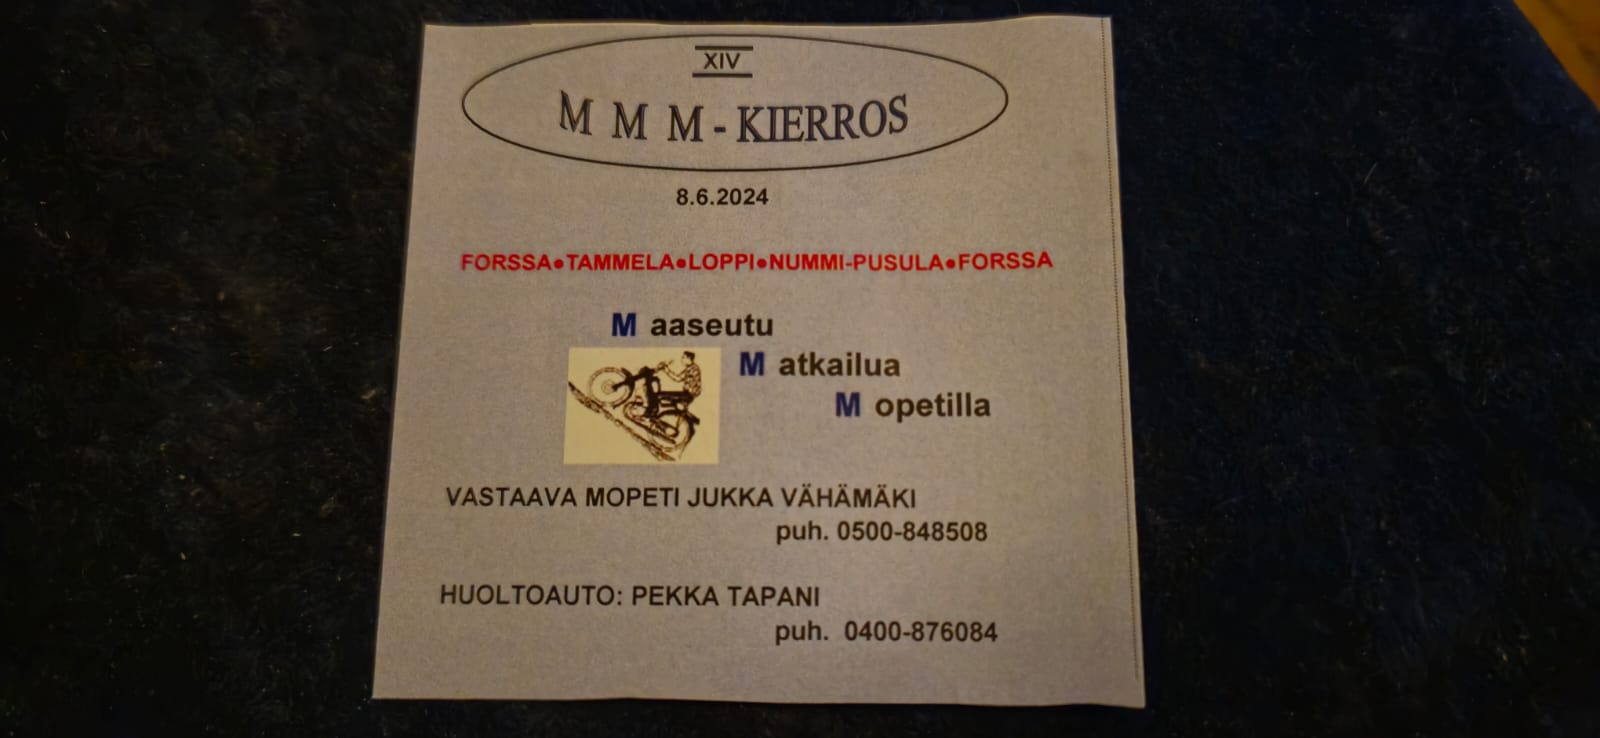 XIV
M M M - KIERROS
8.6.2024
FORSSA•TAMMELA•LOPPI•NUMMI-PUSULA•FORSSA
M aaseutu
M atkailua
M opetilla
VASTAAVA MOPETI JUKKA VÄHÄMÄKI
puh. 0500-848508
HUOLTOAUTO: PEKKA TAPANI
puh. 0400-876084